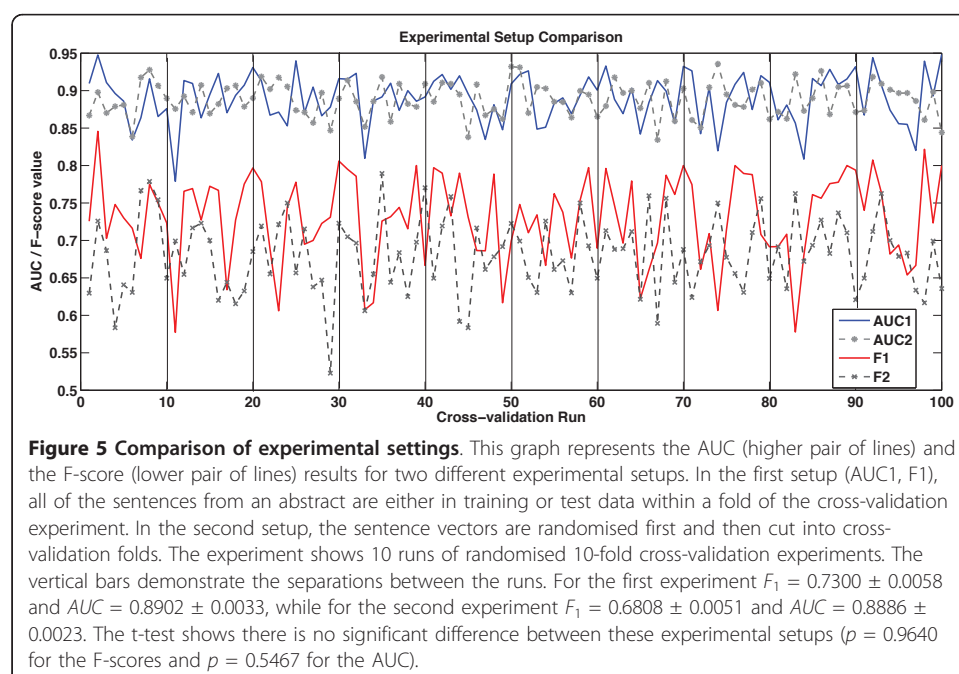 Experimental Setup Comparison
0.95
0.9
0.85
0.8
0.75
0.7
0.65
0.6
0.55
0.5
AUC / F-score value
0 10 20 30 40 50 60 70 80 90 100
Cross-validation Run
AUC1
AUC2
F1
F2
Figure 5 Comparison of experimental settings. This graph represents the AUC (higher pair of lines) and
the F-score (lower pair of lines) results for two different experimental setups. In the first setup (AUC1, F1),
all of the sentences from an abstract are either in training or test data within a fold of the cross-validation
experiment. In the second setup, the sentence vectors are randomised first and then cut into cross-
validation folds. The experiment shows 10 runs of randomised 10-fold cross-validation experiments. The
vertical bars demonstrate the separations between the runs. For the first experiment F₁ = 0.7300 ± 0.0058
and AUC = 0.8902 ± 0.0033, while for the second experiment F₁ = 0.6808 ± 0.0051 and AUC = 0.8886 ±
0.0023. The t-test shows there is no significant difference between these experimental setups (p = 0.9640
for the F-scores and p = 0.5467 for the AUC).